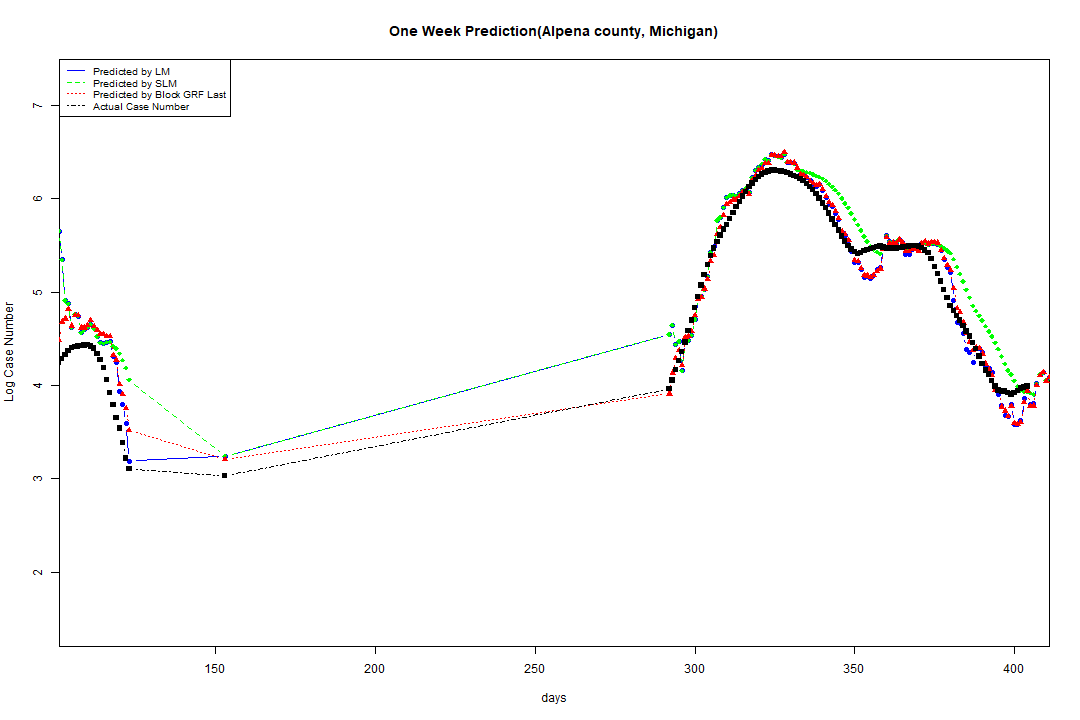 One Week Prediction(Alpena county, Michigan)
Predicted by LM
Predicted by SLM
Predicted by Block GRF Last
Actual Case Number
7
6
5
4
3
2
Log Case Number
150 200 250 300 350 400
days